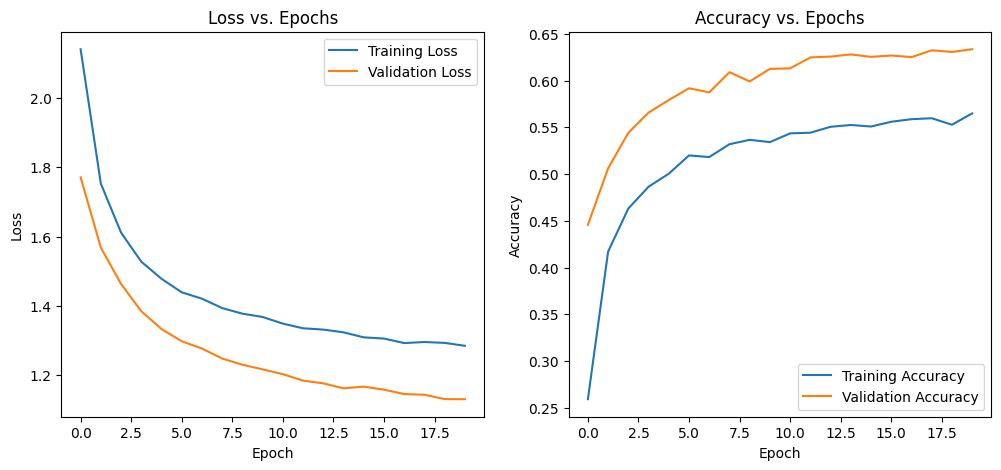 Loss vs. Epochs
Training Loss
Validation Loss
2.0
1.8
1.6
1.4
1.2
Loss
0.0 2.5 5.0 7.5 10.0 12.5 15.0 17.5
Epoch
Accuracy vs. Epochs
0.65
0.60
0.55
0.50
0.45
0.40
0.35
0.30
0.25
Accuracy
Training Accuracy
Validation Accuracy
0.0 2.5 5.0 7.5 10.0 12.5 15.0 17.5
Epoch